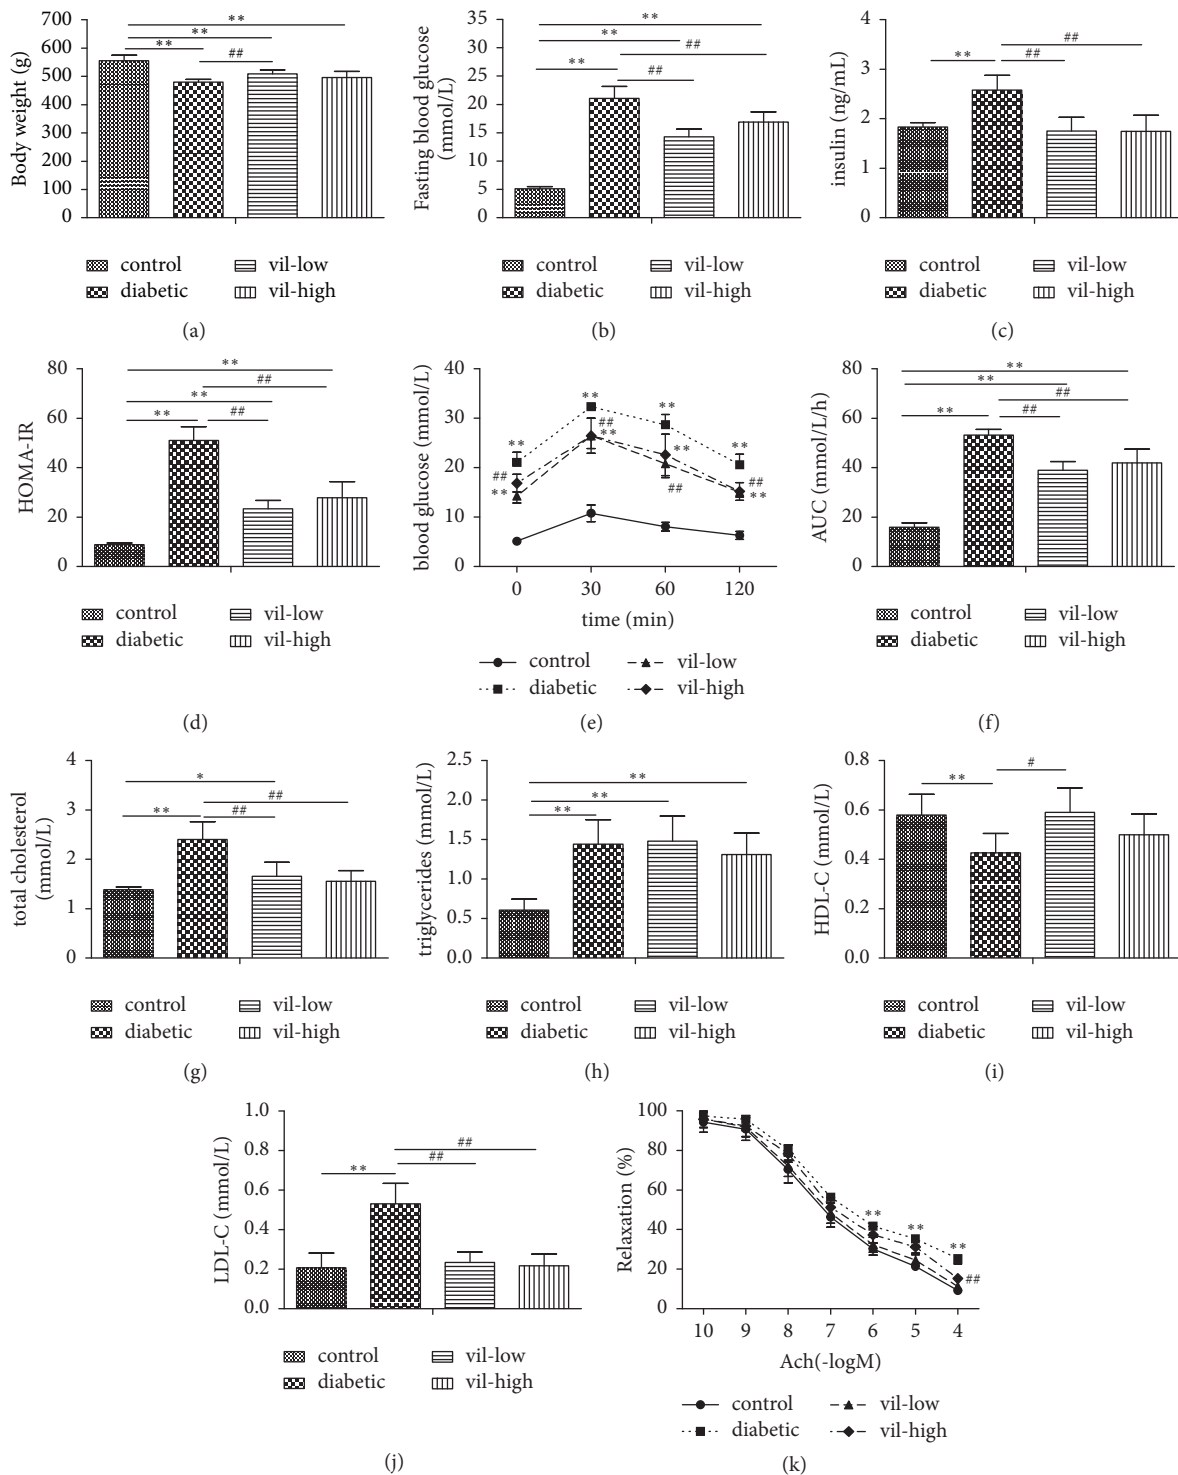 Body weight (g)
700
600
500
400
300
200
100
0
**
**
**
##
control
vil-low
diabetic
vil-high
(a)
Fasting blood glucose
(mmol/L)
35
30
25
20
15
10
5
0
**
**
##
**
##
control
vil-low
diabetic
vil-high
(b)
insulin (ng/mL)
4
3
2
1
0
##
**
##
control
vil-low
diabetic
vil-high
(c)
HOMA-IR
80
60
40
20
0
**
##
**
**
##
control
vil-low
diabetic
vil-high
(d)
blood glucose (mmol/L)
40
30
20
10
0
**
**
**
**
##
**
**
##
**
##
##
**
0
30
60
120
time (min)
control
vil-low
diabetic
vil-high
(e)
AUC (mmol/L/h)
80
60
40
20
0
**
**
##
**
##
control
vil-low
diabetic
vil-high
(f)
total cholesterol
(mmol/L)
4
3
2
1
0
*
##
**
##
control
vil-low
diabetic
vil-high
(g)
triglycerides (mmol/L)
2.5
2.0
1.5
1.0
0.5
0.0
**
**
**
control
vil-low
diabetic
vil-high
(h)
HDL-C (mmol/L)
0.8
0.6
0.4
0.2
0.0
**
#
control
vil-low
diabetic
vil-high
(i)
LDL-C (mmol/L)
1.0
0.8
0.6
0.4
0.2
0.0
##
**
##
control
vil-low
diabetic
vil-high
(j)
Relaxation (%)
100
80
60
40
20
0
**
**
**
##
10
9
8
7
6
5
4
Ach(-logM)
control
vil-low
diabetic
vil-high
(k)